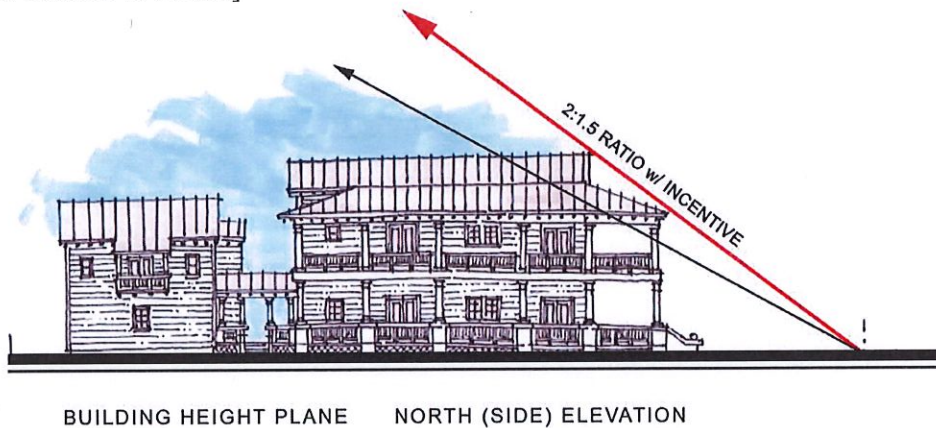 2:1.5 RATIO w/ INCENTIVE
BUILDING HEIGHT PLANE NORTH (SIDE) ELEVATION